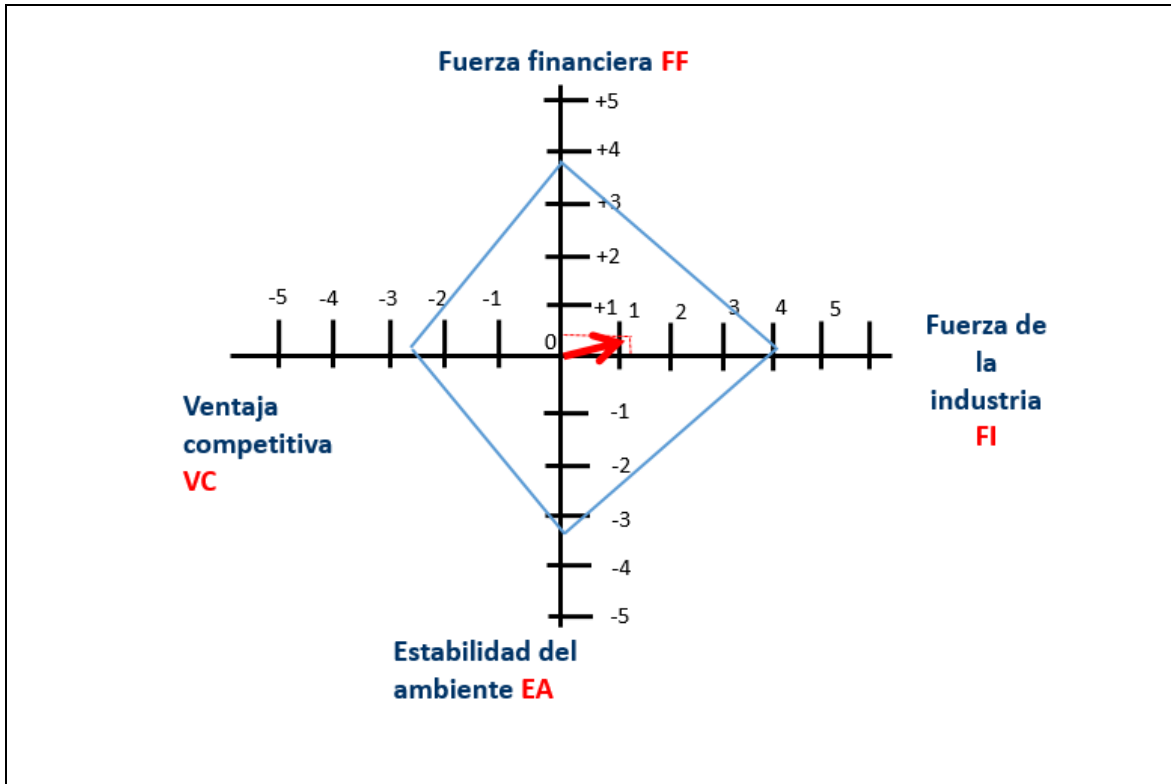 Fuerza financiera FF
+5
+4
+3
+2
+1
-5 -4 -3 -2 -1
1 2 3 4 5
0
-1
-2
-3
-4
-5
Ventaja
competitiva
VC
Fuerza de
la
industria
FI
Estabilidad del
ambiente EA